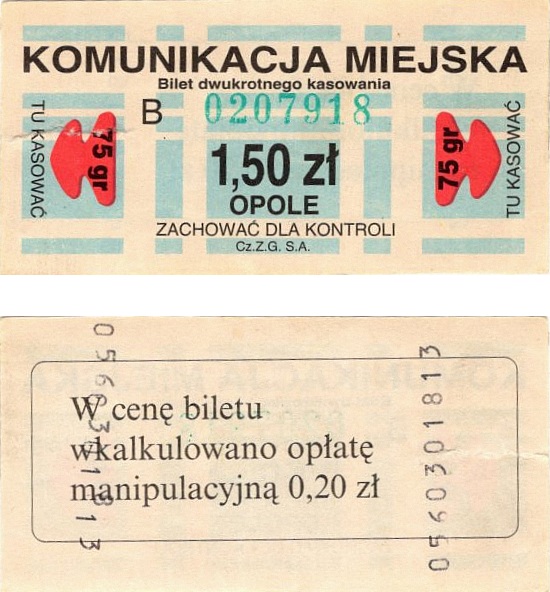 KOMUNIKACJA MIEJSKA
Bilet dwukrotnego kasowania
B 0207918
TU KASOWAĆ
75 gr
1,50 zł
75 gr
TU KASOWAĆ
OPOLE
ZACHOWAĆ DLA KONTROLI
Cz.Z.G. S.A.
W cenę biletu
wkalkulowano opłatę
manipulacyjną 0,20 zł
0560301813